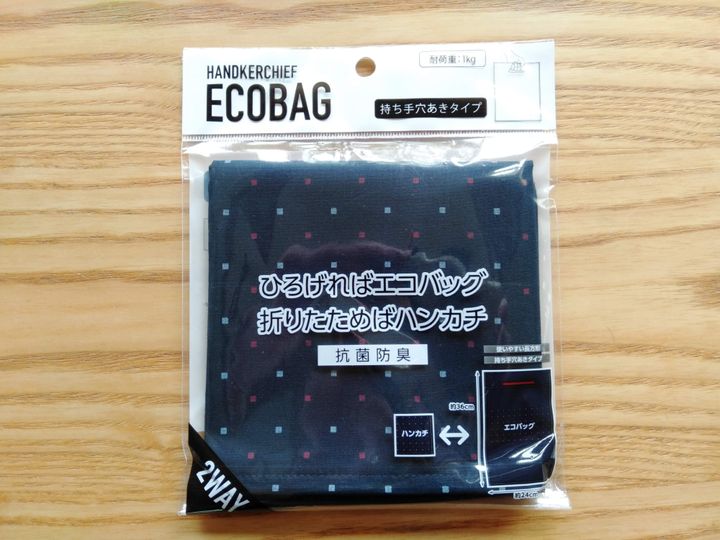 HANDKERCHIEF
ECOBAG
耐荷重:1kg
持ち手穴あきタイプ
ひろげればエコバッグ
折りたためばハンカチ
抗菌防臭
使いやすい長方形
持ち手穴あきタイプ
約36cm
ハンカチ
エコバッグ
約24cm
2WAY